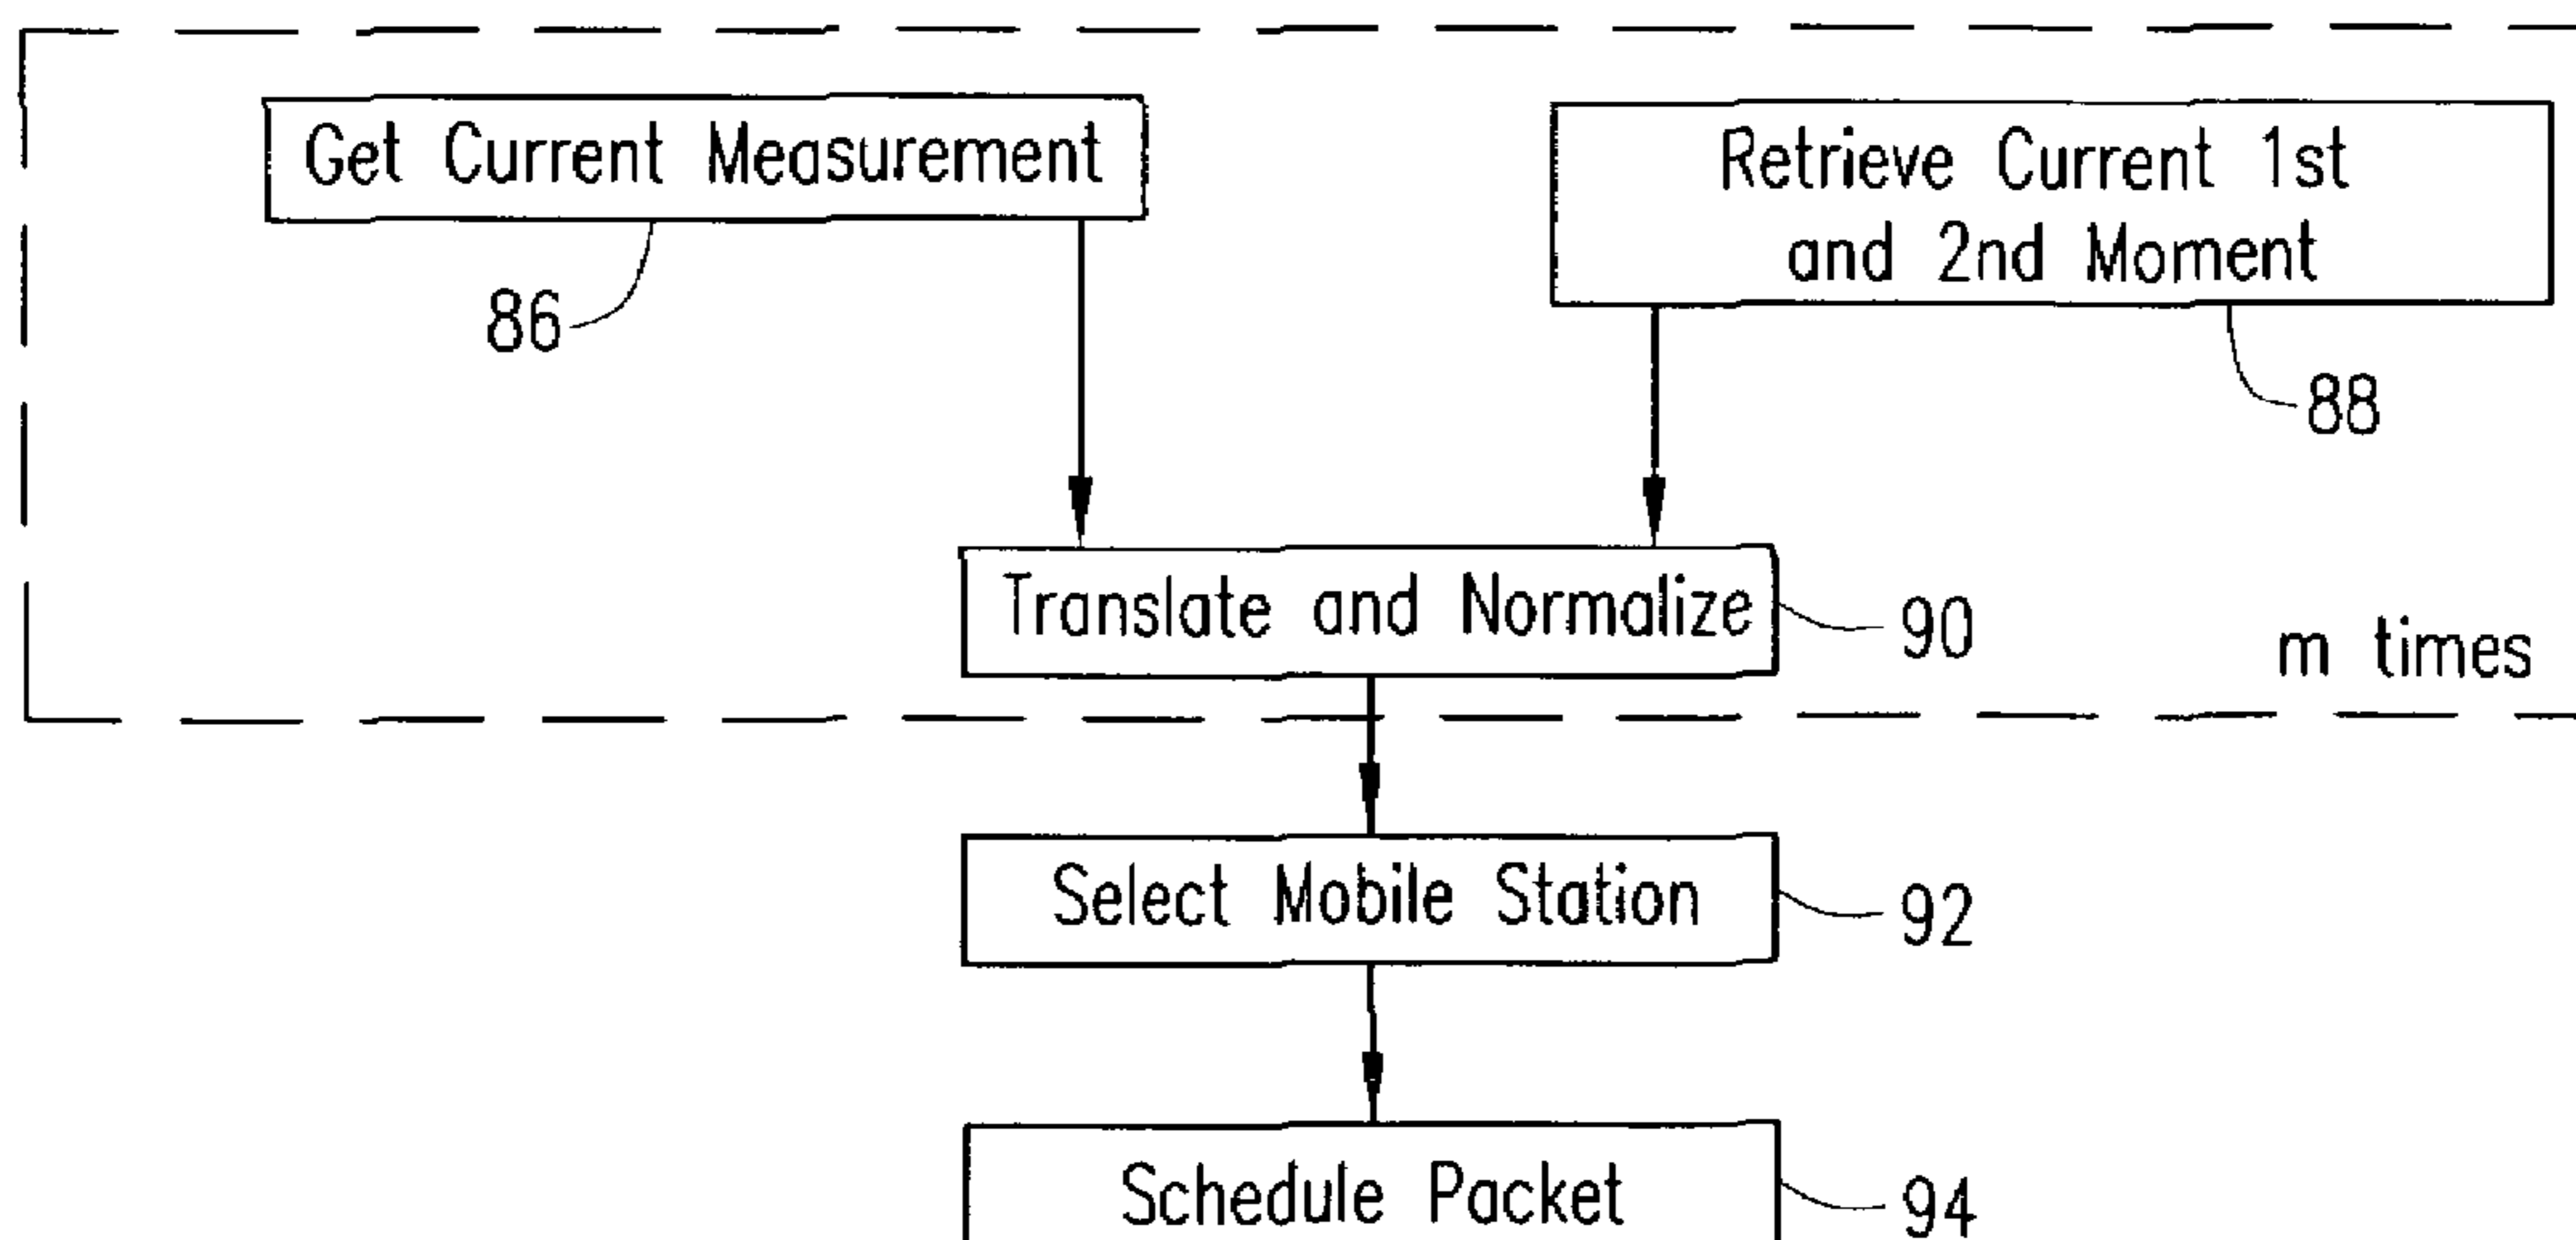 Get Current Measurement
86
Retrieve Current 1st
and 2nd Moment
88
Translate and Normalize
90
m times
Select Mobile Station
92
Schedule Packet
94